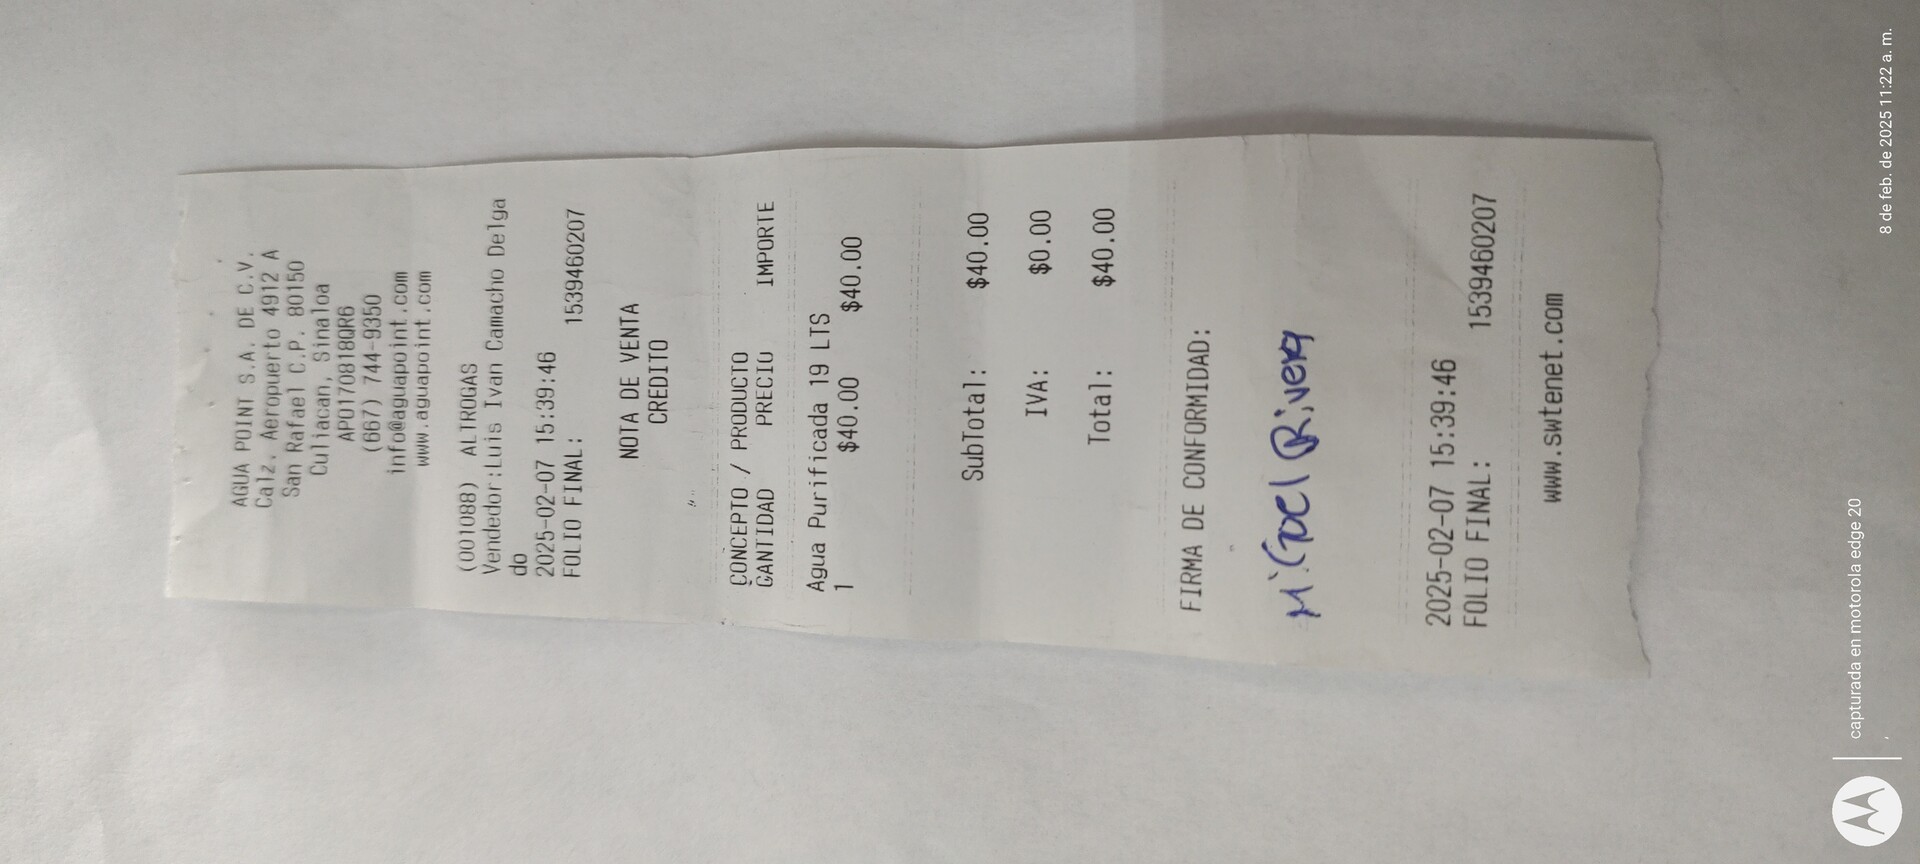 AGUA POINT S.A. DE C.V.
Calz. Aeropuerto 4912 A
San Rafael C.P. 80150
Culiacan, Sinaloa
APO170818QR6
(667) 744-9350
info@aguapoint.com
www.aguapoint.com
(001088) ALTROGAS
Vendedor:Luis Ivan Camacho Delga
do
2025-02-07 15:39:46
FOLIO FINAL: 1539460207
NOTA DE VENTA
CREDITO
CONCEPTO / PRODUCTO
CANTIDAD PRECIO IMPORTE
Agua Purificada 19 LTS
1 $40.00 $40.00
SubTotal: $40.00
IVA: $0.00
Total: $40.00
FIRMA DE CONFORMIDAD:
Rivera
2025-02-07 15:39:46
FOLIO FINAL: 1539460207
www.swtenet.com
capturada en motorola edge 20
8 de feb. de 2025 11:22 a. m.